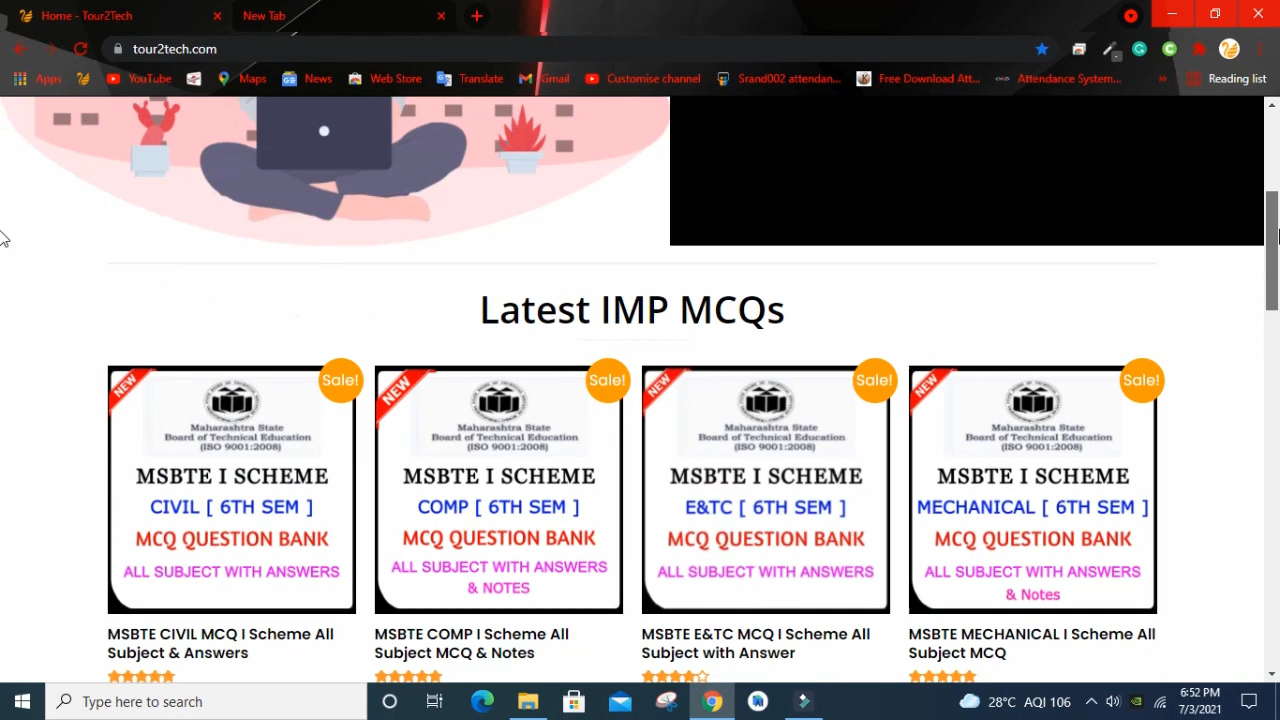 Home - Tour2Tech
New Tab
tour2tech.com
Apps
YouTube
Maps
News
Web Store
Translate
Gmail
Customise channel
Srand002 attendan...
Free Download Att...
Attendance System...
»
Reading list
Latest IMP MCQs
NEW
Sale!
Maharashtra State
Board of Technical Education
(ISO 9001:2008)
MSBTE I SCHEME
CIVIL [ 6TH SEM ]
MCQ QUESTION BANK
ALL SUBJECT WITH ANSWERS
NEW
Sale!
Maharashtra State
Board of Technical Education
(ISO 9001:2008)
MSBTE I SCHEME
COMP [ 6TH SEM ]
MCQ QUESTION BANK
ALL SUBJECT WITH ANSWERS
& NOTES
NEW
Sale!
Maharashtra State
Board of Technical Education
(ISO 9001:2008)
MSBTE I SCHEME
E&TC [ 6TH SEM ]
MCQ QUESTION BANK
ALL SUBJECT WITH ANSWERS
NEW
Sale!
Maharashtra State
Board of Technical Education
(ISO 9001:2008)
MSBTE I SCHEME
MECHANICAL [ 6TH SEM ]
MCQ QUESTION BANK
ALL SUBJECT WITH ANSWERS
& Notes
MSBTE CIVIL MCQ I Scheme All
Subject & Answers
MSBTE COMP I Scheme All
Subject MCQ & Notes
MSBTE E&TC MCQ I Scheme All
Subject with Answer
MSBTE MECHANICAL I Scheme All
Subject MCQ
Type here to search
28°C AQI 106
6:52 PM
7/3/2021